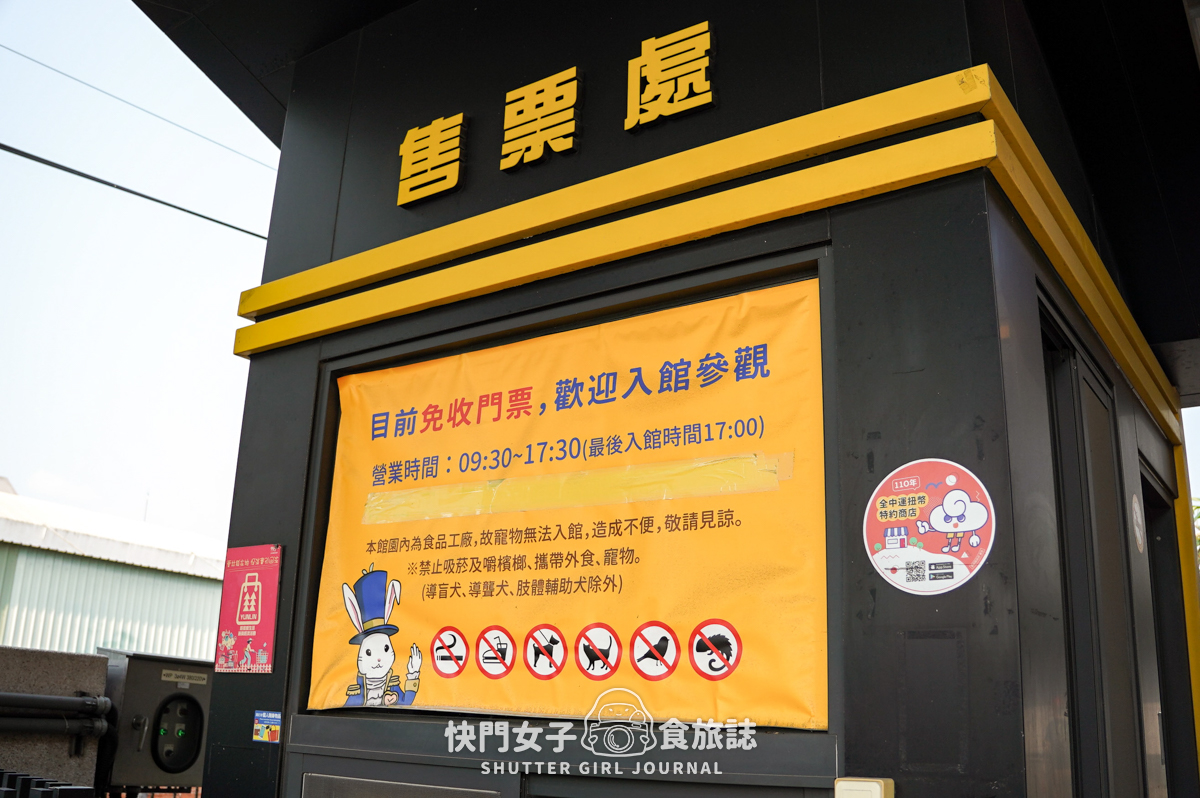 售票處
目前免收門票，歡迎入館參觀
營業時間：09:30~17:30(最後入館時間17:00)
本館園內為食品工廠，故寵物無法入館，造成不便，敬請見諒。
※禁止吸菸及嚼檳榔、攜帶外食、寵物。
(導盲犬、導聾犬、肢體輔助犬除外)
110年
全中運扭幣
特約商店
YUNLIN
快門女子 食旅誌
SHUTTER GIRL JOURNAL